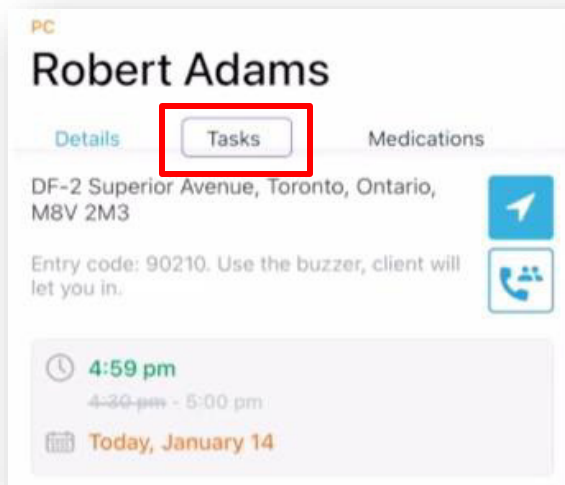 PC
Robert Adams
Details Tasks Medications
DF-2 Superior Avenue, Toronto, Ontario,
M8V 2M3
Entry code: 90210. Use the buzzer, client will
let you in.
4:59 pm
4:30 pm - 5:00 pm
Today, January 14